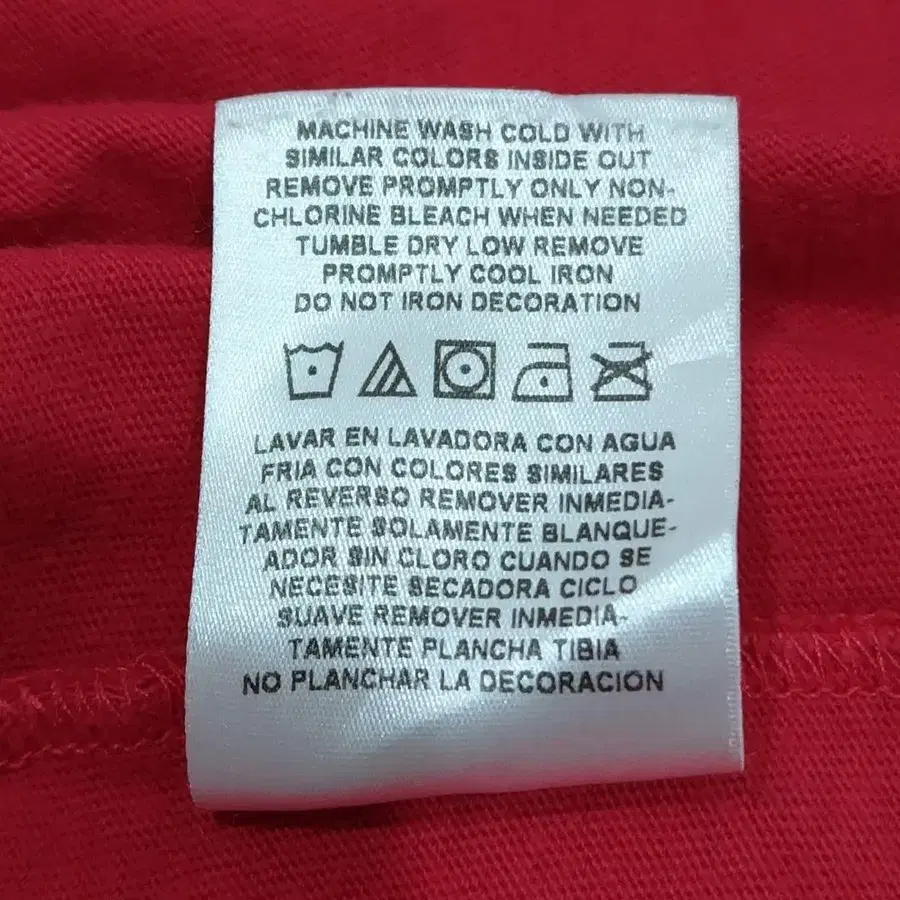 MACHINE WASH COLD WITH
SIMILAR COLORS INSIDE OUT
REMOVE PROMPTLY ONLY NON-
CHLORINE BLEACH WHEN NEEDED
TUMBLE DRY LOW REMOVE
PROMPTLY COOL IRON
DO NOT IRON DECORATION
LAVAR EN LAVADORA CON AGUA
FRIA CON COLORES SIMILARES
AL REVERSO REMOVER INMEDIA-
TAMENTE SOLAMENTE BLANQUE-
ADOR SIN CLORO CUANDO SE
NECESITE SECADORA CICLO
SUAVE REMOVER INMEDIA-
TAMENTE PLANCHA TIBIA
NO PLANCHAR LA DECORACION